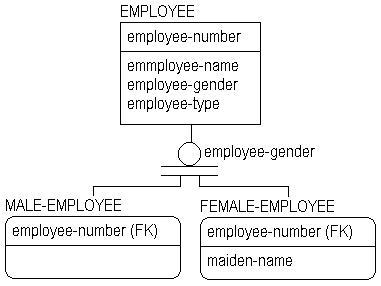 EMPLOYEE
employee-number
emmployee-name
employee-gender
employee-type
employee-gender
MALE-EMPLOYEE
employee-number (FK)
FEMALE-EMPLOYEE
employee-number (FK)
maiden-name